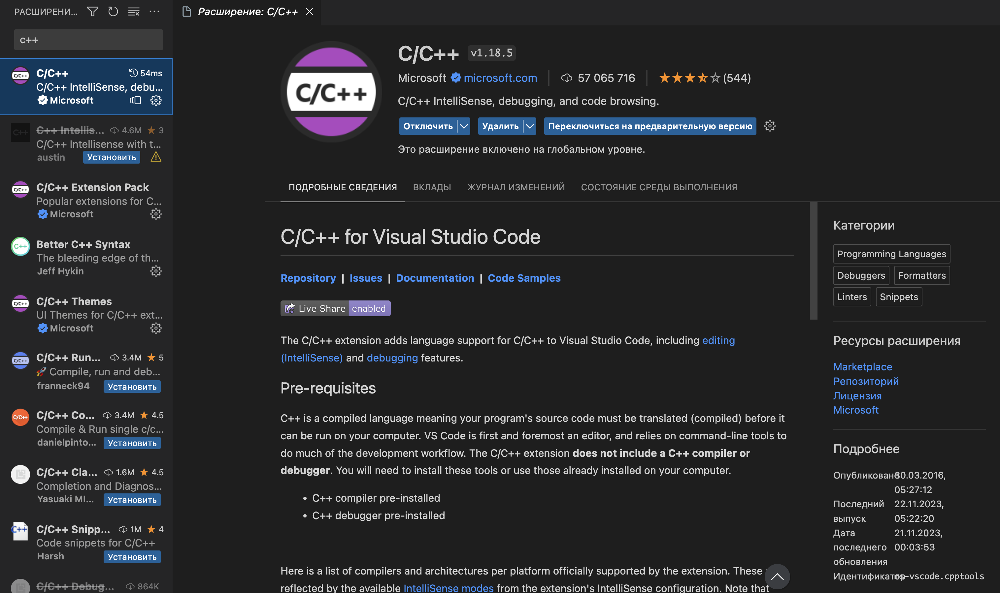 РАСШИРЕНИ...
c++
C/C++ 54ms
C/C++ IntelliSense, debu...
Microsoft
C++ Intellis... 4.6M 3
C/C++ Intellisense with t...
austin Установить
C/C++ Extension Pack
Popular extensions for C...
Microsoft
Better C++ Syntax
The bleeding edge of th...
Jeff Hykin
C/C++ Themes
UI Themes for C/C++ ext...
Microsoft
C/C++ Run... 3.4M 5
🚀 Compile, run and deb...
franneck94 Установить
C/C++ Co... 3.4M 4.5
Compile & Run single c/c...
danielpinto... Установить
C/C++ Cla... 1.6M 4.5
Completion and Diagnos...
Yasuaki MI... Установить
C/C++ Snipp... 1M 4
Code snippets for C/C++
Harsh Установить
C/C++ Debug... 864K
Расширение: C/C++
C/C++
C/C++ v1.18.5
Microsoft microsoft.com 57 065 716 (544)
C/C++ IntelliSense, debugging, and code browsing.
Отключить Удалить Переключиться на предварительную версию
Это расширение включено на глобальном уровне.
ПОДРОБНЫЕ СВЕДЕНИЯ ВКЛАДЫ ЖУРНАЛ ИЗМЕНЕНИЙ СОСТОЯНИЕ СРЕДЫ ВЫПОЛНЕНИЯ
C/C++ for Visual Studio Code
Repository | Issues | Documentation | Code Samples
Live Share enabled
The C/C++ extension adds language support for C/C++ to Visual Studio Code, including editing
(IntelliSense) and debugging features.
Pre-requisites
C++ is a compiled language meaning your program's source code must be translated (compiled) before it
can be run on your computer. VS Code is first and foremost an editor, and relies on command-line tools to
do much of the development workflow. The C/C++ extension does not include a C++ compiler or
debugger. You will need to install these tools or use those already installed on your computer.
• C++ compiler pre-installed
• C++ debugger pre-installed
Here is a list of compilers and architectures per platform officially supported by the extension. These
reflected by the available IntelliSense modes from the extension's IntelliSense configuration. Note that
Категории
Programming Languages
Debuggers Formatters
Linters Snippets
Ресурсы расширения
Marketplace
Репозиторий
Лицензия
Microsoft
Подробнее
Опубликовано 30.03.2016,
05:27:12
Последний 22.11.2023,
выпуск 05:22:20
Дата 21.11.2023,
последнего 00:03:53
обновления
Идентификатор ms-vscode.cpptools